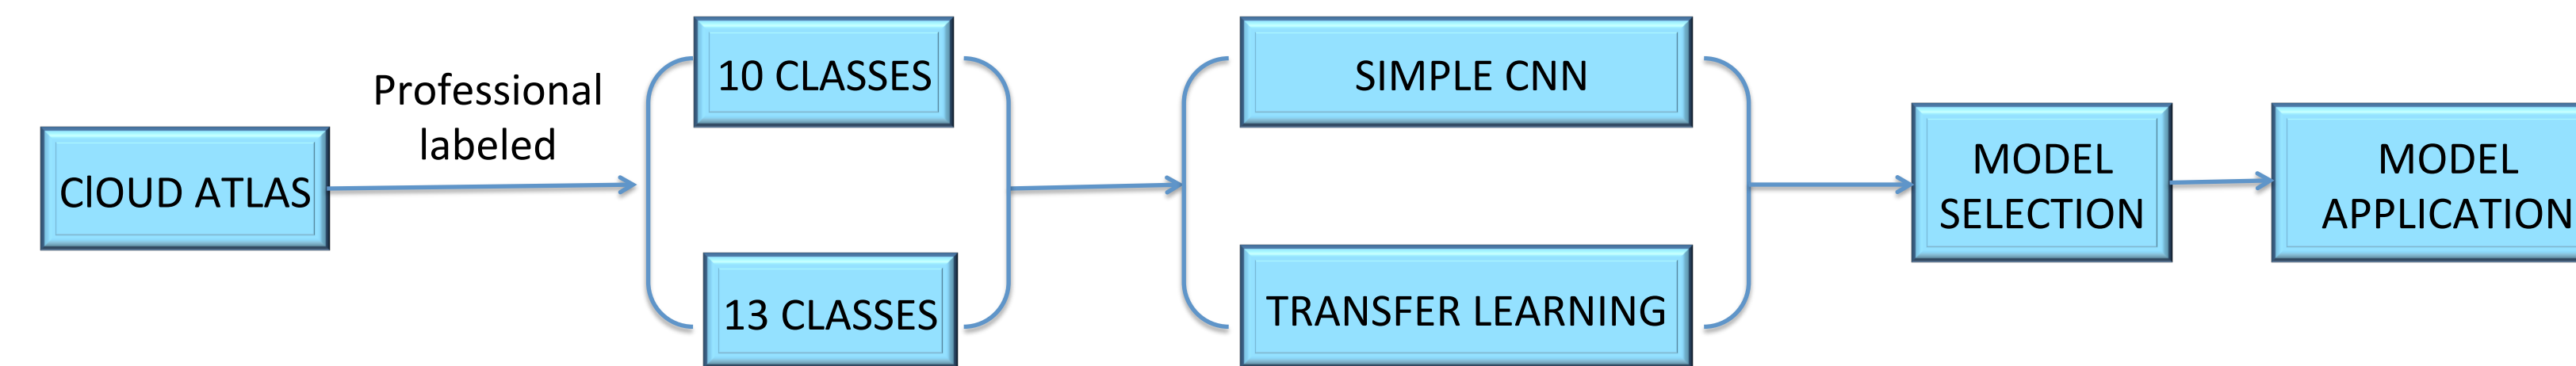 ClOUD ATLAS
Professional
labeled
10 CLASSES
13 CLASSES
SIMPLE CNN
TRANSFER LEARNING
MODEL
SELECTION
MODEL
APPLICATION